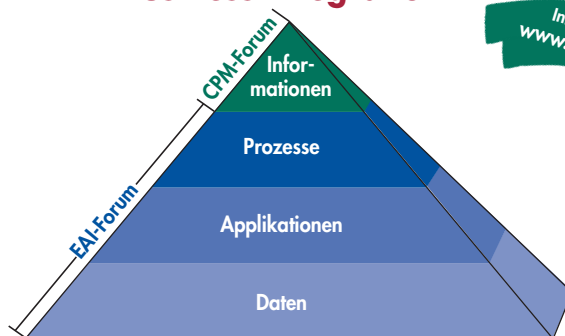 CPM-Forum
Infor-
mationen
Prozesse
EAI-Forum
Applikationen
Daten